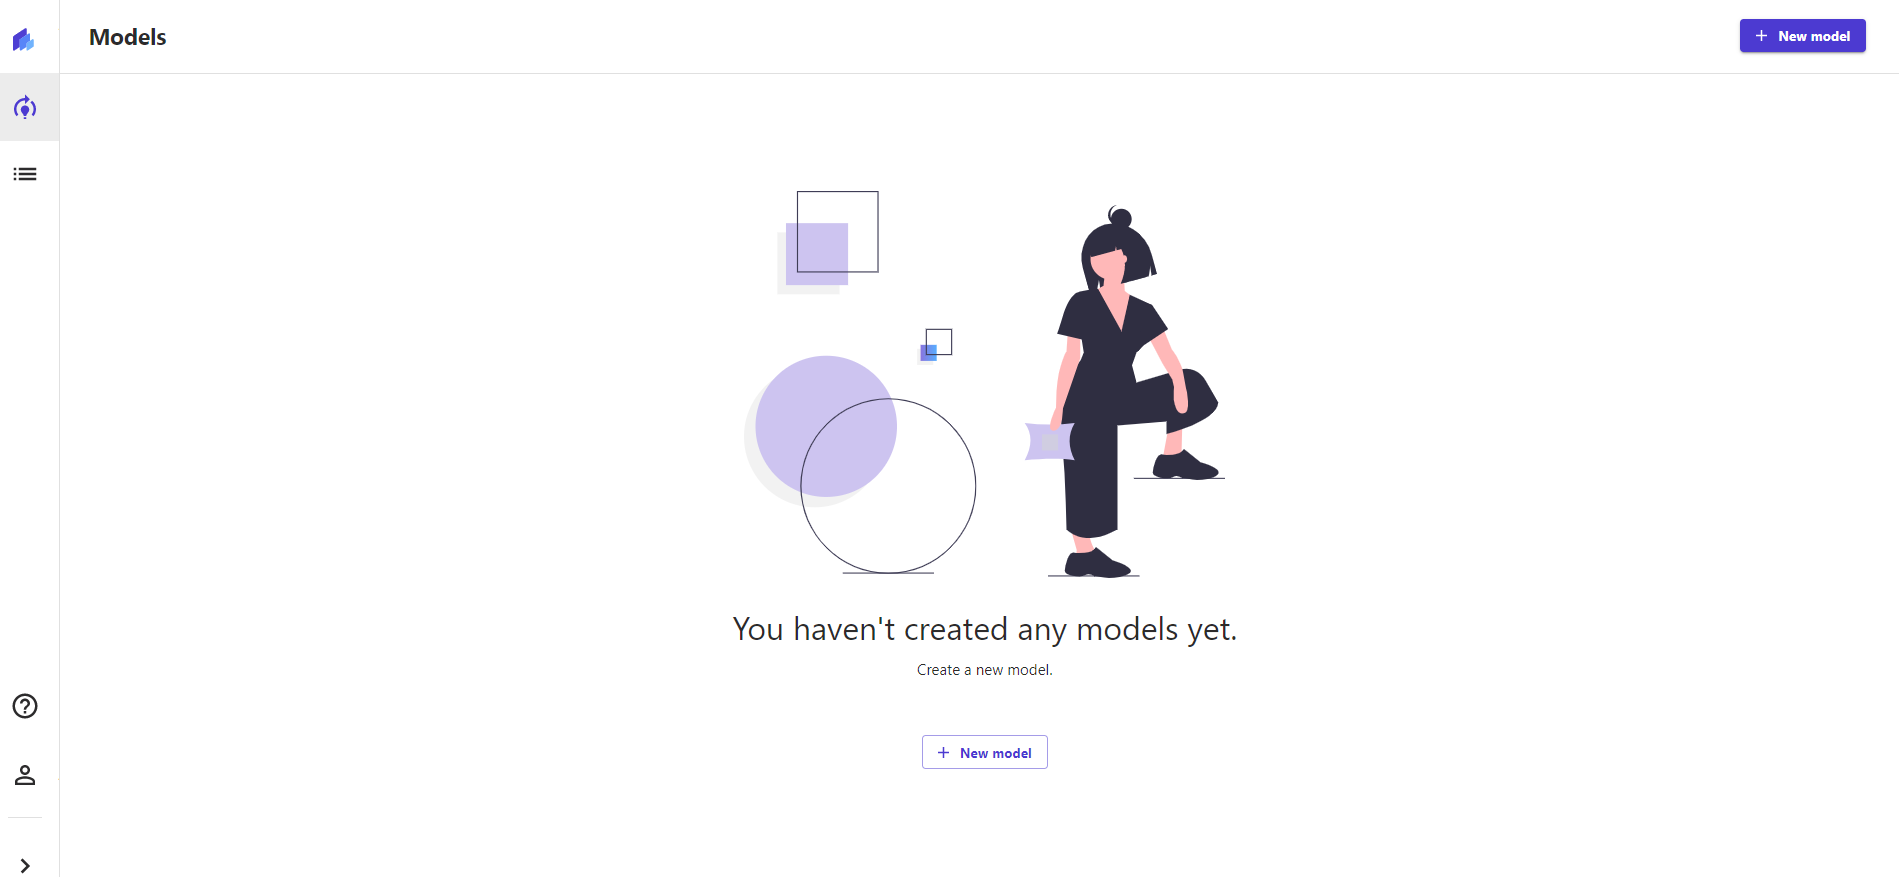 Models
+ New model
You haven't created any models yet.
Create a new model.
+ New model